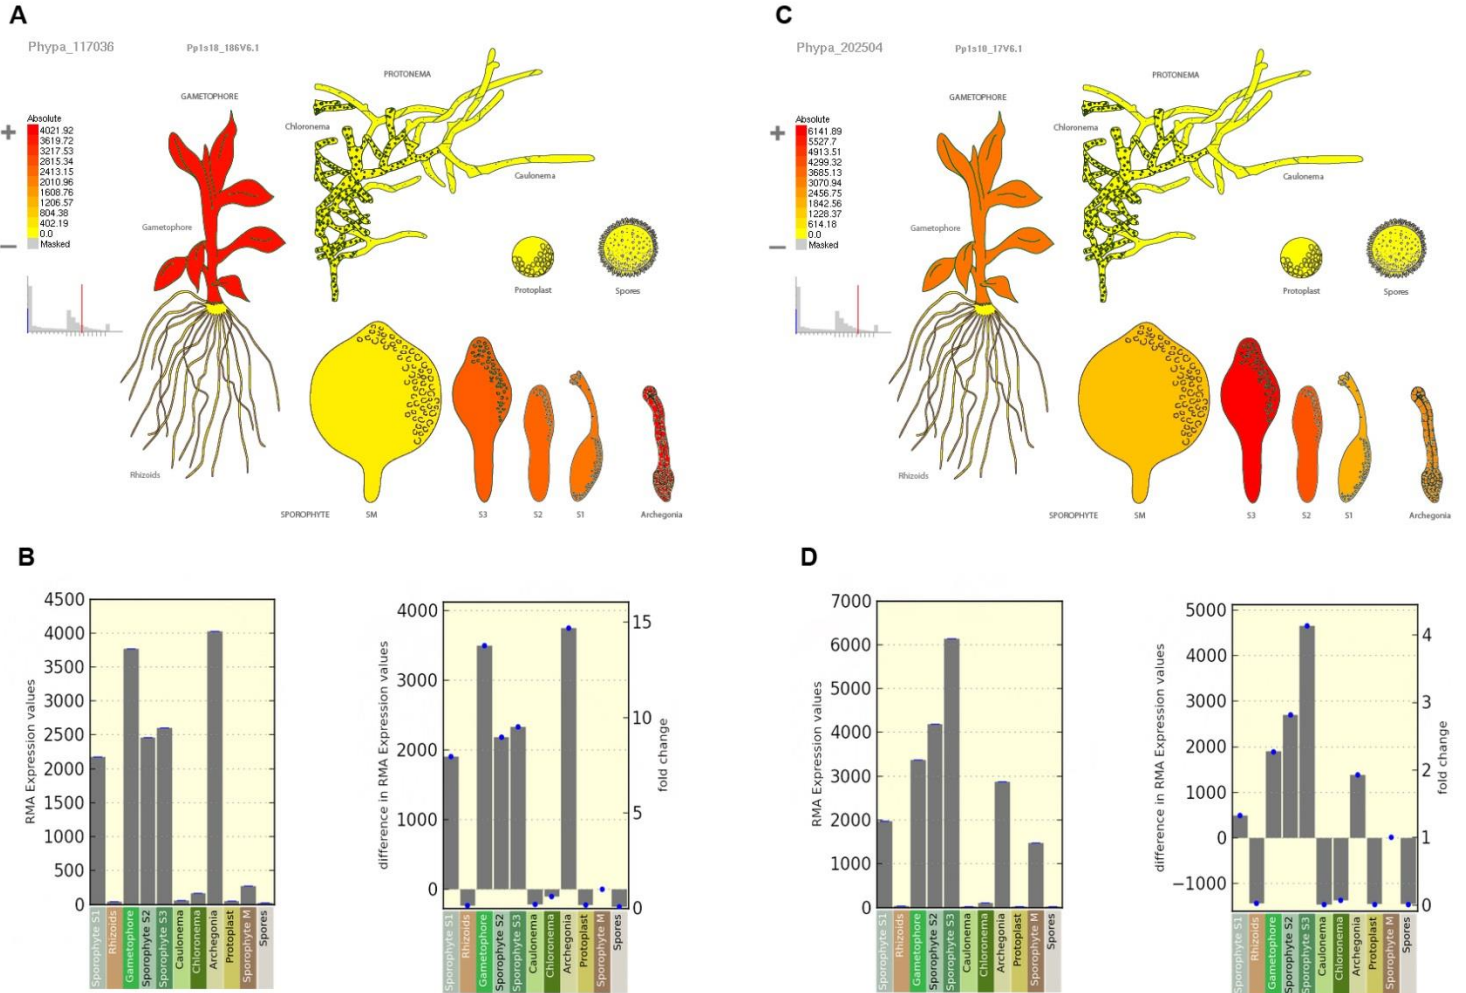 A
Phypa_117036
Pp1s18_186V6.1
PROTONEMA
GAMETOPHORE
Absolute
4021.92
3619.72
3217.53
2815.34
2413.15
2010.96
1608.76
1206.57
804.38
402.19
0.0
Masked
+
−
Chloronema
Caulonema
Gametophore
Protoplast
Spores
Rhizoids
SPOROPHYTE
SM
S3
S2
S1
Archegonia
C
Phypa_202504
Pp1s10_17V6.1
PROTONEMA
GAMETOPHORE
Absolute
6141.89
5527.7
4913.51
4299.32
3685.13
3070.94
2456.75
1842.56
1228.37
614.18
0.0
Masked
+
−
Chloronema
Caulonema
Gametophore
Protoplast
Spores
Rhizoids
SPOROPHYTE
SM
S3
S2
S1
Archegonia
B
RMA Expression values
4500
4000
3500
3000
2500
2000
1500
1000
500
0
Sporophyte S1
Rhizoids
Gametophore
Sporophyte S2
Sporophyte S3
Caulonema
Chloronema
Archegonia
Protoplast
Sporophyte M
Spores
difference in RMA Expression values
4000
3000
2000
1000
0
15
10
5
0
fold change
Sporophyte S1
Rhizoids
Gametophore
Sporophyte S2
Sporophyte S3
Caulonema
Chloronema
Archegonia
Protoplast
Sporophyte M
Spores
D
RMA Expression values
7000
6000
5000
4000
3000
2000
1000
0
Sporophyte S1
Rhizoids
Gametophore
Sporophyte S2
Sporophyte S3
Caulonema
Chloronema
Archegonia
Protoplast
Sporophyte M
Spores
difference in RMA Expression values
5000
4000
3000
2000
1000
0
−1000
4
3
2
1
0
fold change
Sporophyte S1
Rhizoids
Gametophore
Sporophyte S2
Sporophyte S3
Caulonema
Chloronema
Archegonia
Protoplast
Sporophyte M
Spores